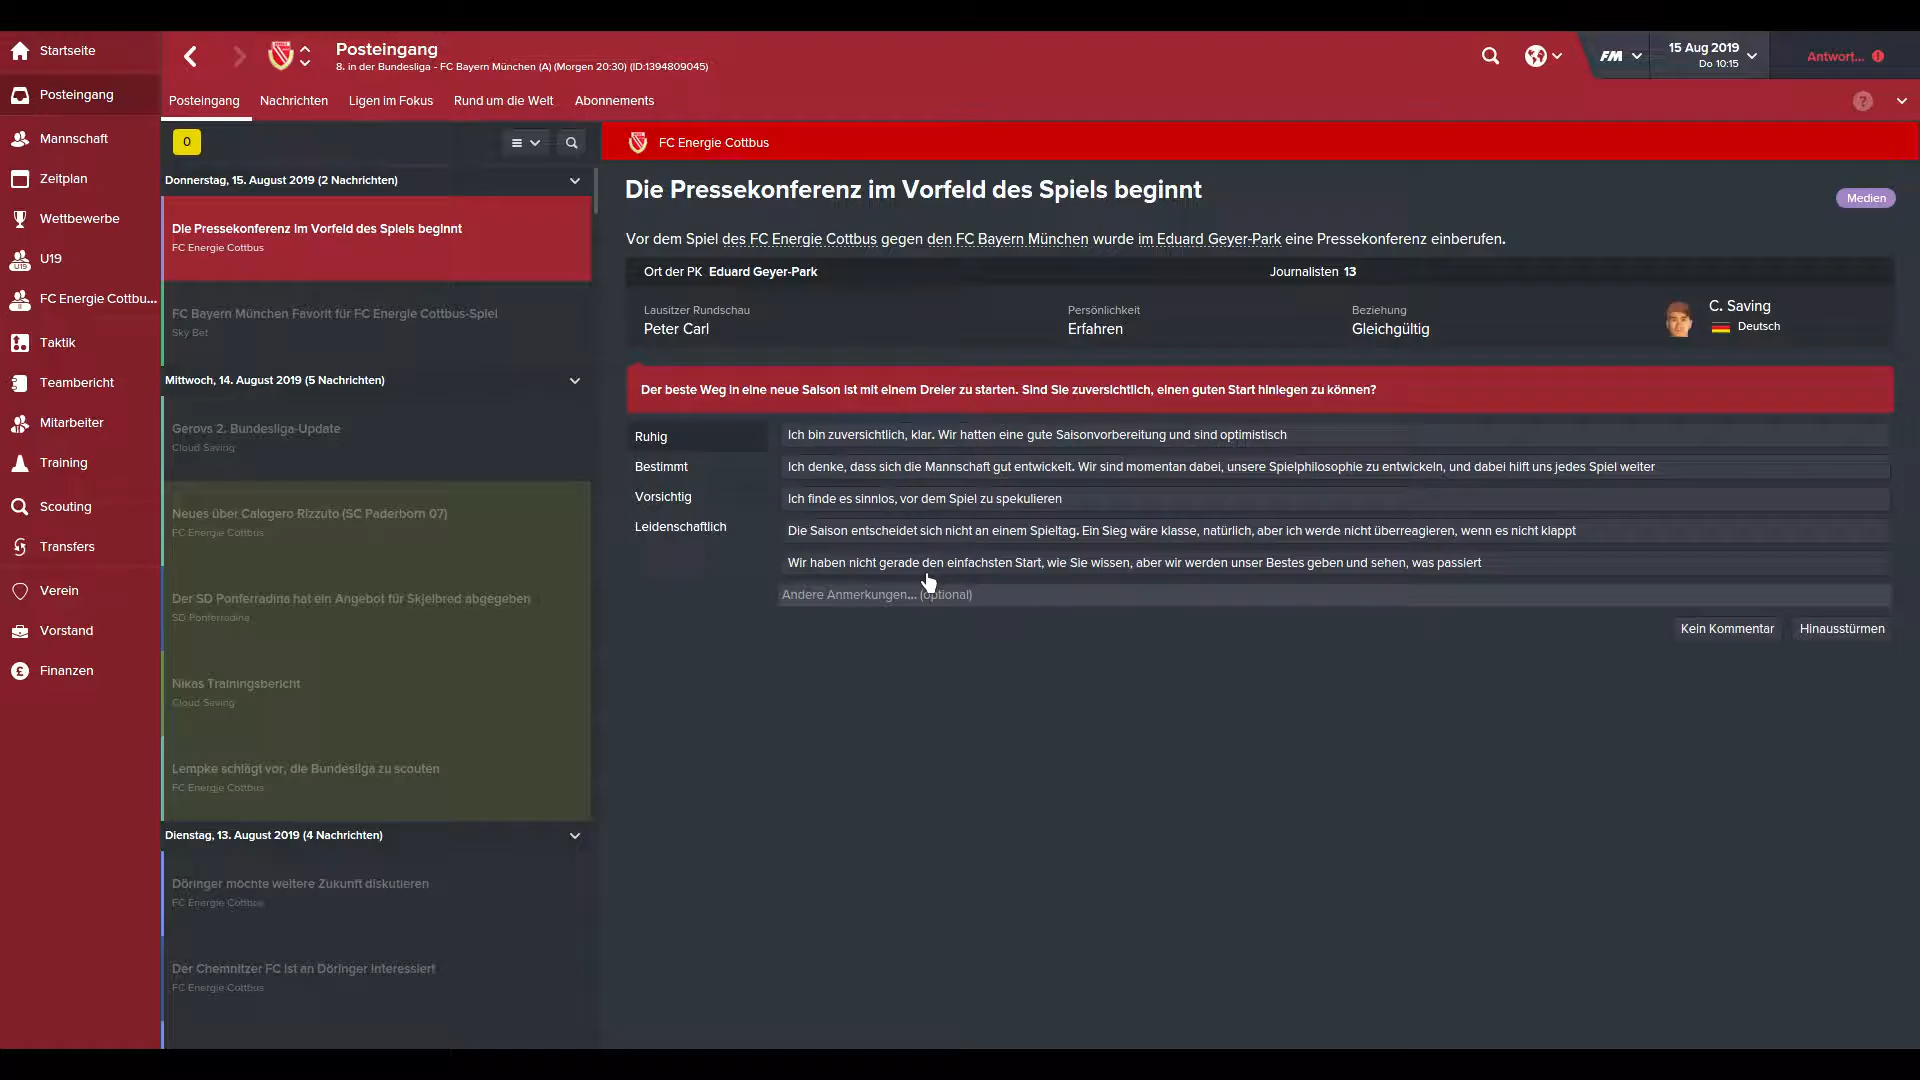 Startseite
Posteingang
Mannschaft
Zeitplan
Wettbewerbe
U19
U19
FC Energie Cottbu...
II
Taktik
Teambericht
Mitarbeiter
Training
Scouting
Transfers
Verein
Vorstand
Finanzen
Posteingang
8. in der Bundesliga - FC Bayern München (A) (Morgen 20:30) (ID:1394809045)
FM
15 Aug 2019
Do 10:15
Antwort...
Posteingang
Nachrichten
Ligen im Fokus
Rund um die Welt
Abonnements
?
0
Donnerstag, 15. August 2019 (2 Nachrichten)
Die Pressekonferenz im Vorfeld des Spiels beginnt
FC Energie Cottbus
FC Bayern München Favorit für FC Energie Cottbus-Spiel
Sky Bet
Mittwoch, 14. August 2019 (5 Nachrichten)
Gerovs 2. Bundesliga-Update
Cloud Saving
Neues über Calogero Rizzuto (SC Paderborn 07)
FC Energie Cottbus
Der SD Ponferradina hat ein Angebot für Skjelbred abgegeben
SD Ponferradina
Nikas Trainingsbericht
Cloud Saving
Lempke schlägt vor, die Bundesliga zu scouten
FC Energie Cottbus
Dienstag, 13. August 2019 (4 Nachrichten)
Döringer möchte weitere Zukunft diskutieren
FC Energie Cottbus
Der Chemnitzer FC ist an Döringer interessiert
FC Energie Cottbus
FC Energie Cottbus
Die Pressekonferenz im Vorfeld des Spiels beginnt
Medien
Vor dem Spiel des FC Energie Cottbus gegen den FC Bayern München wurde im Eduard Geyer-Park eine Pressekonferenz einberufen.
Ort der PK Eduard Geyer-Park
Journalisten 13
Lausitzer Rundschau
Peter Carl
Persönlichkeit
Erfahren
Beziehung
Gleichgültig
C. Saving
Deutsch
Der beste Weg in eine neue Saison ist mit einem Dreier zu starten. Sind Sie zuversichtlich, einen guten Start hinlegen zu können?
Ruhig
Bestimmt
Vorsichtig
Leidenschaftlich
Ich bin zuversichtlich, klar. Wir hatten eine gute Saisonvorbereitung und sind optimistisch
Ich denke, dass sich die Mannschaft gut entwickelt. Wir sind momentan dabei, unsere Spielphilosophie zu entwickeln, und dabei hilft uns jedes Spiel weiter
Ich finde es sinnlos, vor dem Spiel zu spekulieren
Die Saison entscheidet sich nicht an einem Spieltag. Ein Sieg wäre klasse, natürlich, aber ich werde nicht überreagieren, wenn es nicht klappt
Wir haben nicht gerade den einfachsten Start, wie Sie wissen, aber wir werden unser Bestes geben und sehen, was passiert
Andere Anmerkungen... (optional)
Kein Kommentar
Hinausstürmen